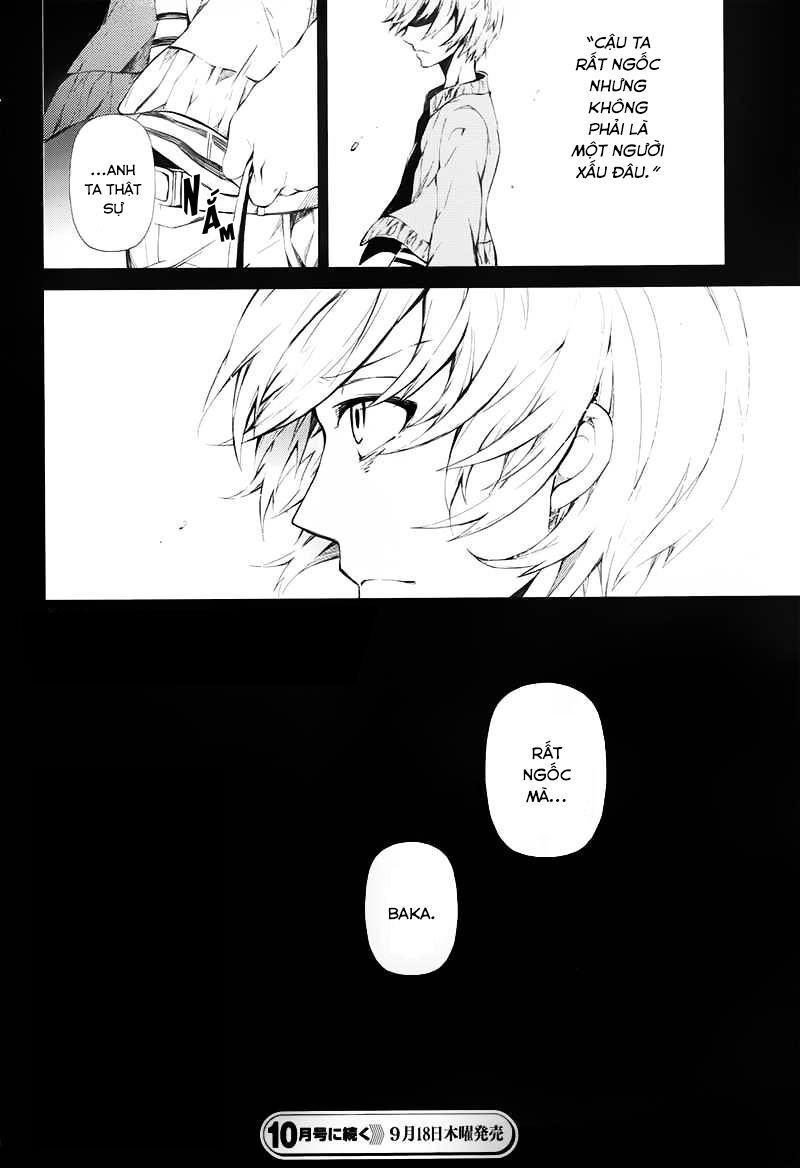 "CẬU TA
RẤT NGỐC
NHƯNG
KHÔNG
PHẢI LÀ
MỘT NGƯỜI
XẤU ĐÂU."
...ANH
TA THẬT
SỰ
NẮM
RẤT
NGỐC
MÀ...
BAKA.
10月号に続く》》》9月18日木曜発売